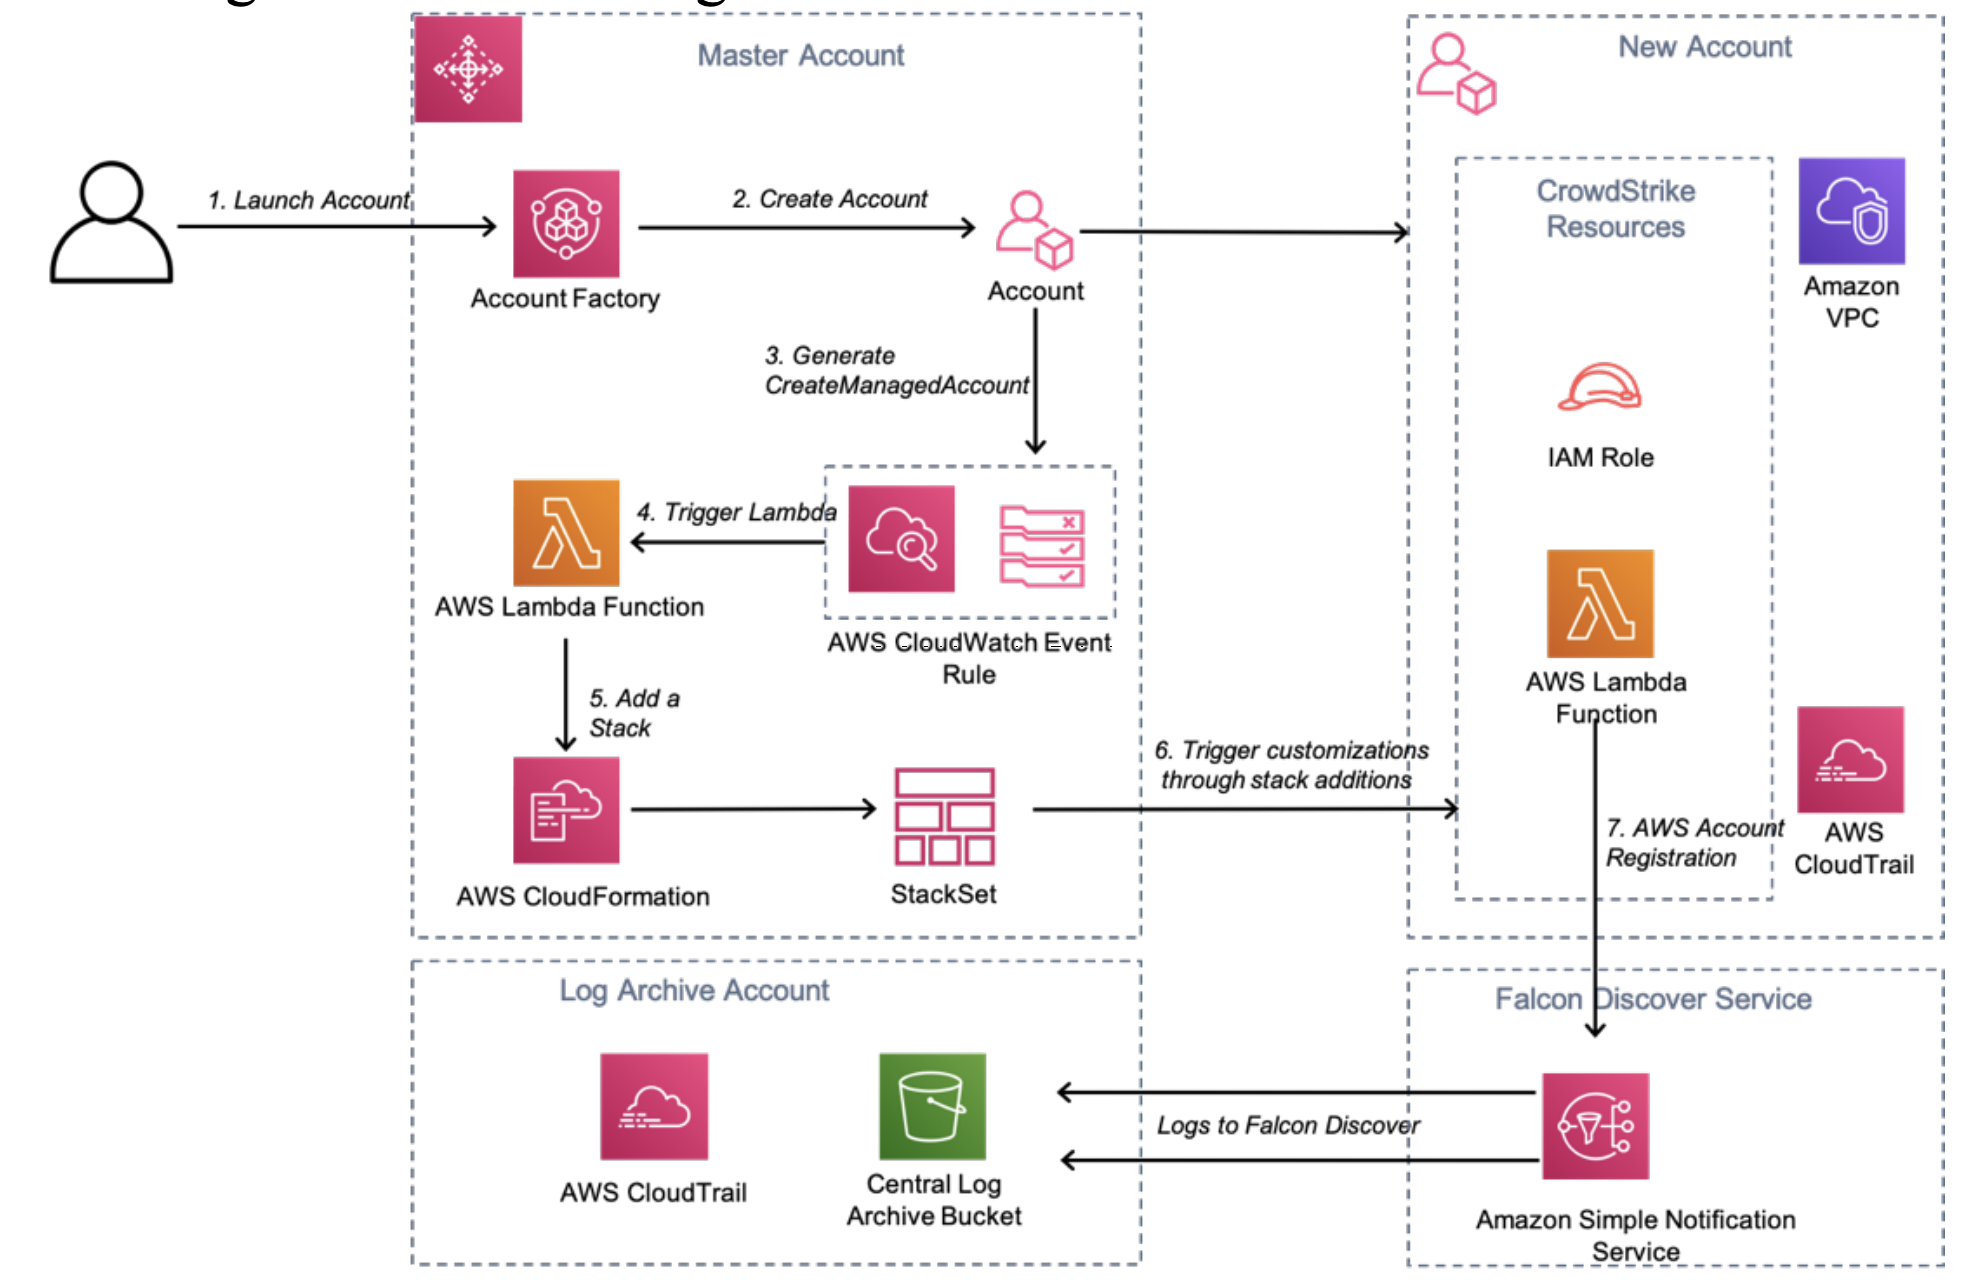 Master Account
New Account
1. Launch Account
Account Factory
2. Create Account
Account
CrowdStrike
Resources
Amazon
VPC
3. Generate
CreateManagedAccount
IAM Role
4. Trigger Lambda
AWS Lambda Function
AWS CloudWatch Event
Rule
AWS Lambda
Function
5. Add a
Stack
6. Trigger customizations
through stack additions
AWS CloudFormation
StackSet
7. AWS Account
Registration
AWS
CloudTrail
Log Archive Account
Falcon Discover Service
AWS CloudTrail
Central Log
Archive Bucket
Logs to Falcon Discover
Amazon Simple Notification
Service